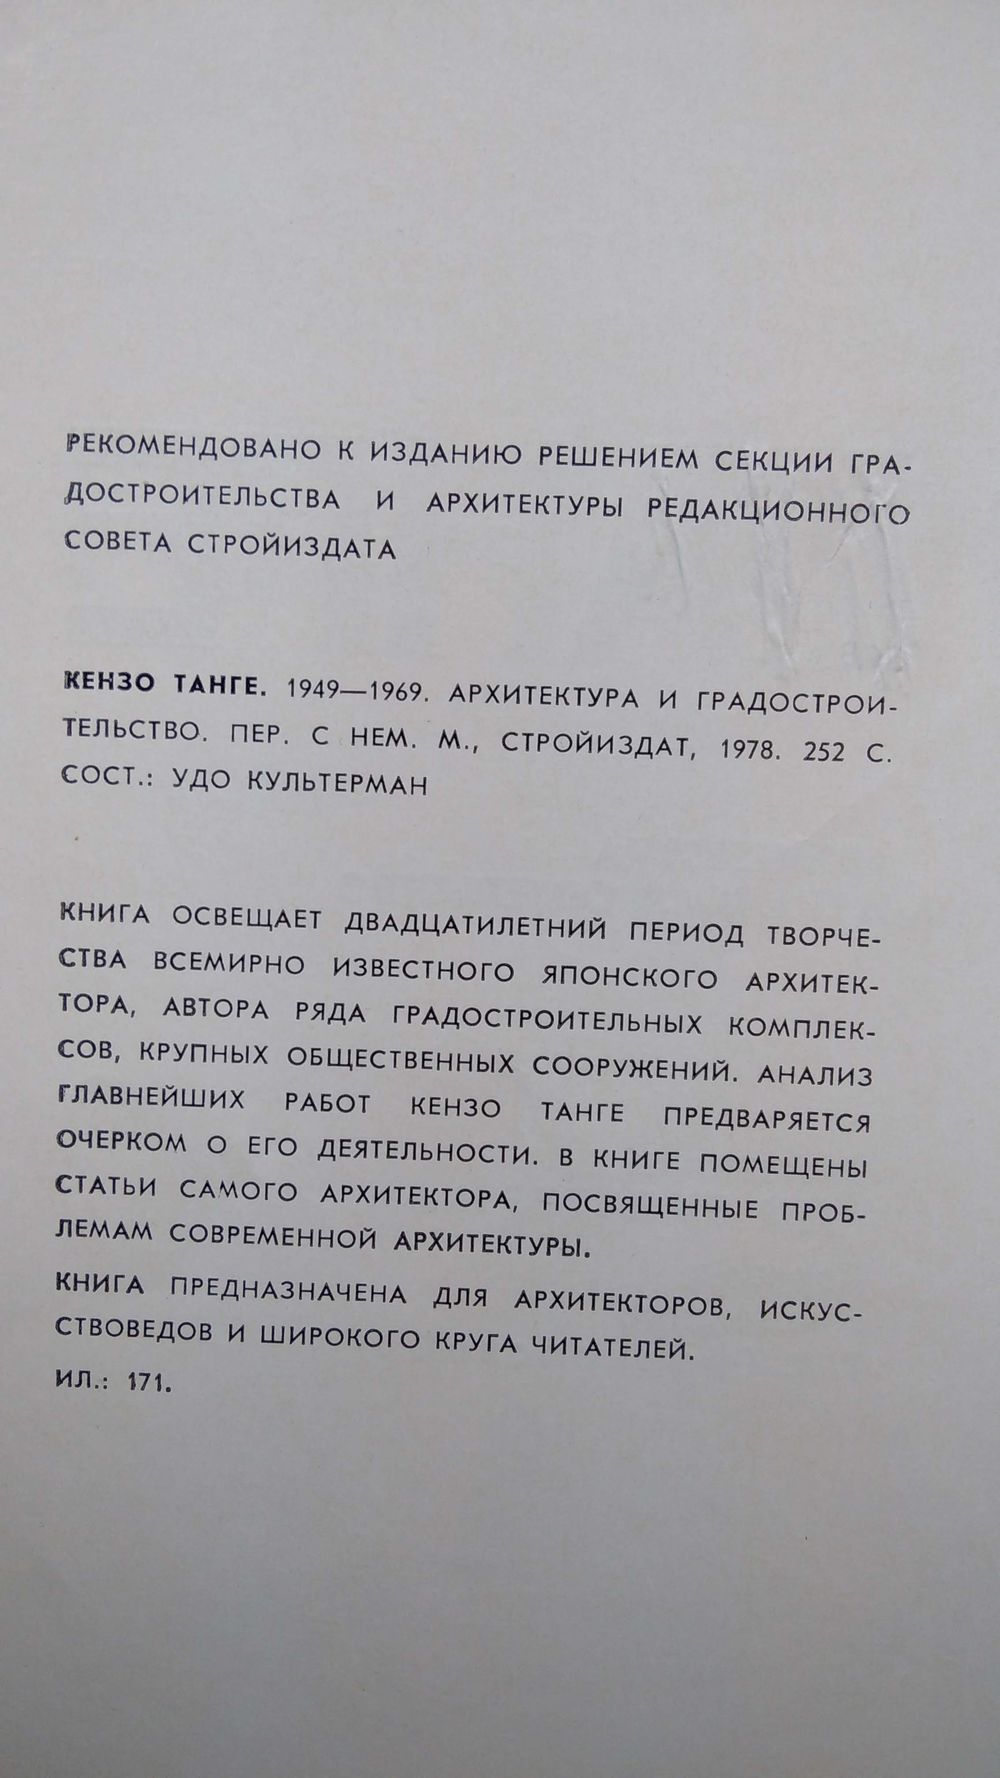 РЕКОМЕНДОВАНО К ИЗДАНИЮ РЕШЕНИЕМ СЕКЦИИ ГРА-
ДОСТРОИТЕЛЬСТВА И АРХИТЕКТУРЫ РЕДАКЦИОННОГО
СОВЕТА СТРОЙИЗДАТА
КЕНЗО ТАНГЕ. 1949—1969. АРХИТЕКТУРА И ГРАДОСТРОИ-
ТЕЛЬСТВО. ПЕР. С НЕМ. М., СТРОЙИЗДАТ, 1978. 252 С.
СОСТ.: УДО КУЛЬТЕРМАН
КНИГА ОСВЕЩАЕТ ДВАДЦАТИЛЕТНИЙ ПЕРИОД ТВОРЧЕ-
СТВА ВСЕМИРНО ИЗВЕСТНОГО ЯПОНСКОГО АРХИТЕК-
ТОРА, АВТОРА РЯДА ГРАДОСТРОИТЕЛЬНЫХ КОМПЛЕК-
СОВ, КРУПНЫХ ОБЩЕСТВЕННЫХ СООРУЖЕНИЙ. АНАЛИЗ
ГЛАВНЕЙШИХ РАБОТ КЕНЗО ТАНГЕ ПРЕДВАРЯЕТСЯ
ОЧЕРКОМ О ЕГО ДЕЯТЕЛЬНОСТИ. В КНИГЕ ПОМЕЩЕНЫ
СТАТЬИ САМОГО АРХИТЕКТОРА, ПОСВЯЩЕННЫЕ ПРОБ-
ЛЕМАМ СОВРЕМЕННОЙ АРХИТЕКТУРЫ.
КНИГА ПРЕДНАЗНАЧЕНА ДЛЯ АРХИТЕКТОРОВ, ИСКУС-
СТВОВЕДОВ И ШИРОКОГО КРУГА ЧИТАТЕЛЕЙ.
ИЛ.: 171.